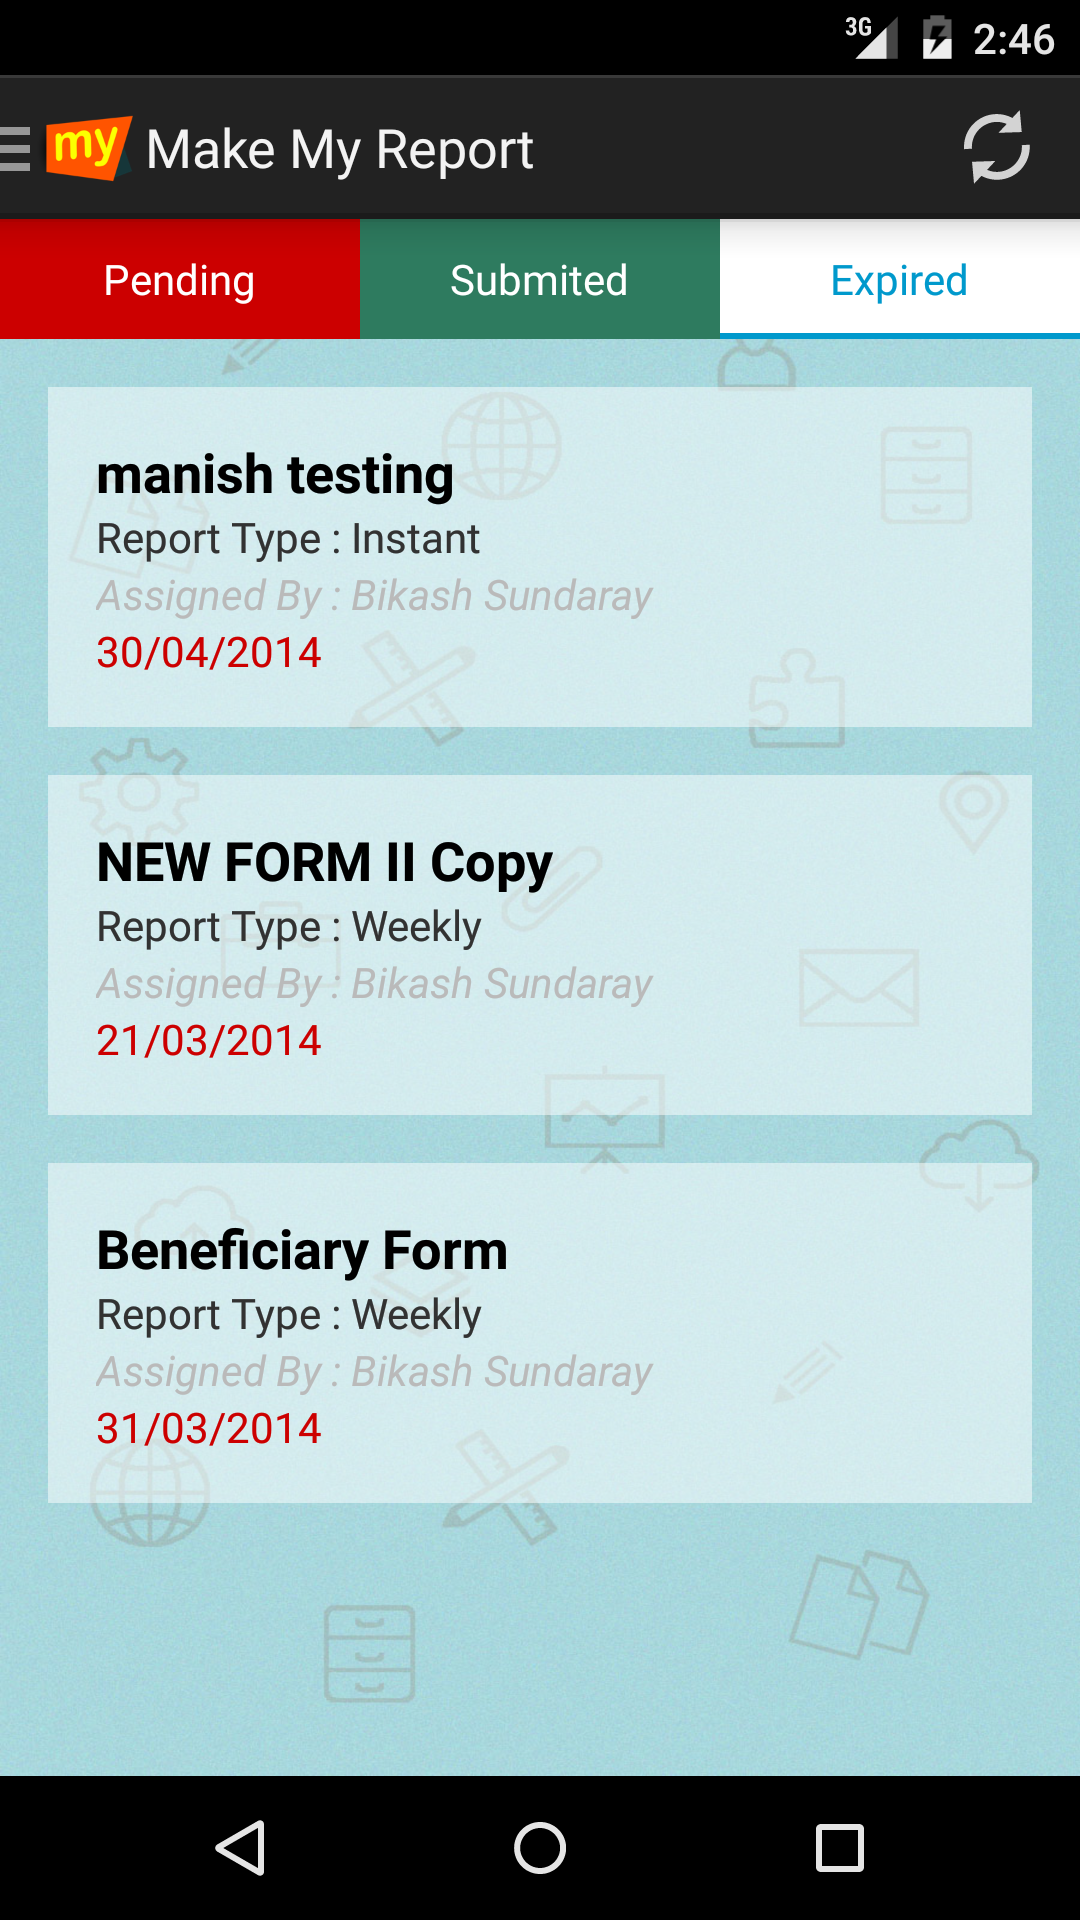 3G 2:46
my Make My Report
Pending Submited Expired
manish testing
Report Type : Instant
Assigned By : Bikash Sundaray
30/04/2014
NEW FORM II Copy
Report Type : Weekly
Assigned By : Bikash Sundaray
21/03/2014
Beneficiary Form
Report Type : Weekly
Assigned By : Bikash Sundaray
31/03/2014